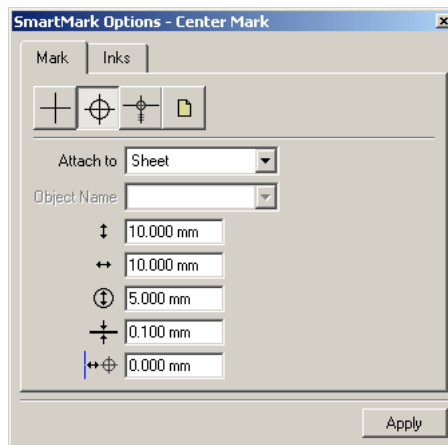 SmartMark Options - Center Mark
Mark Inks
Attach to Sheet
Object Name
10.000 mm
10.000 mm
5.000 mm
0.100 mm
0.000 mm
Apply